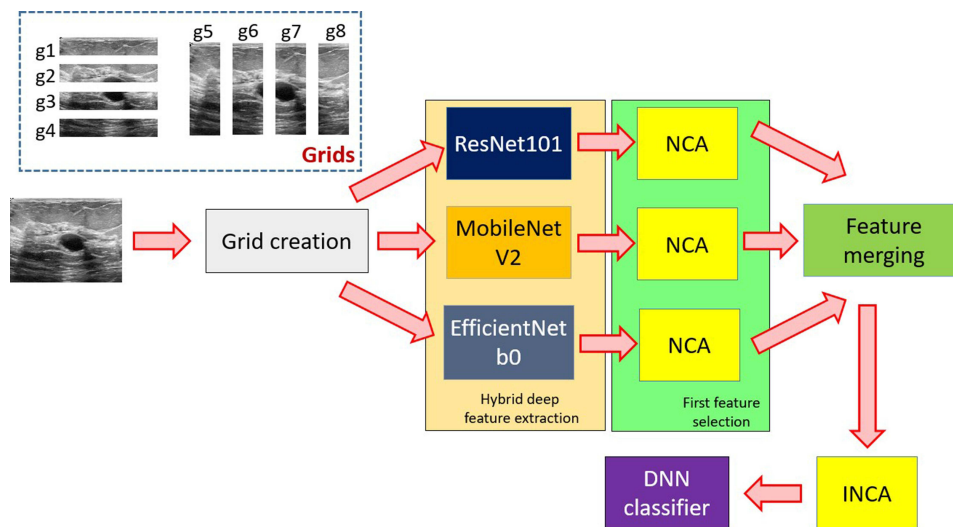 g1
g2
g3
g4
g5 g6 g7 g8
Grids
Grid creation
ResNet101
MobileNet
V2
EfficientNet
b0
Hybrid deep
feature extraction
NCA
NCA
NCA
First feature
selection
Feature
merging
INCA
DNN
classifier